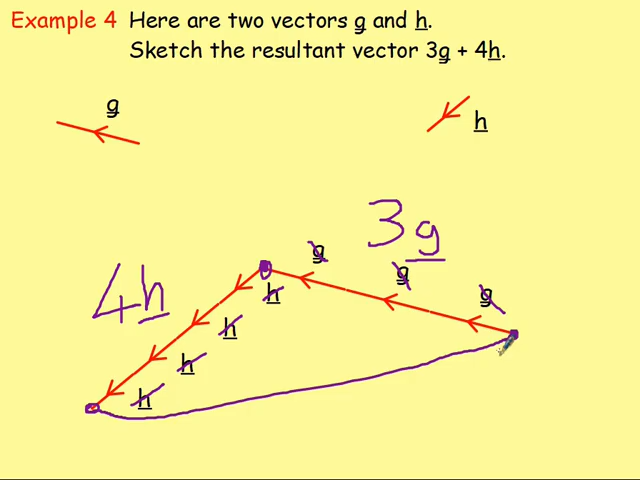 Example 4 Here are two vectors g and h.
Sketch the resultant vector 3g + 4h.
g
h
3g
g
g
g
4h
h
h
h
h